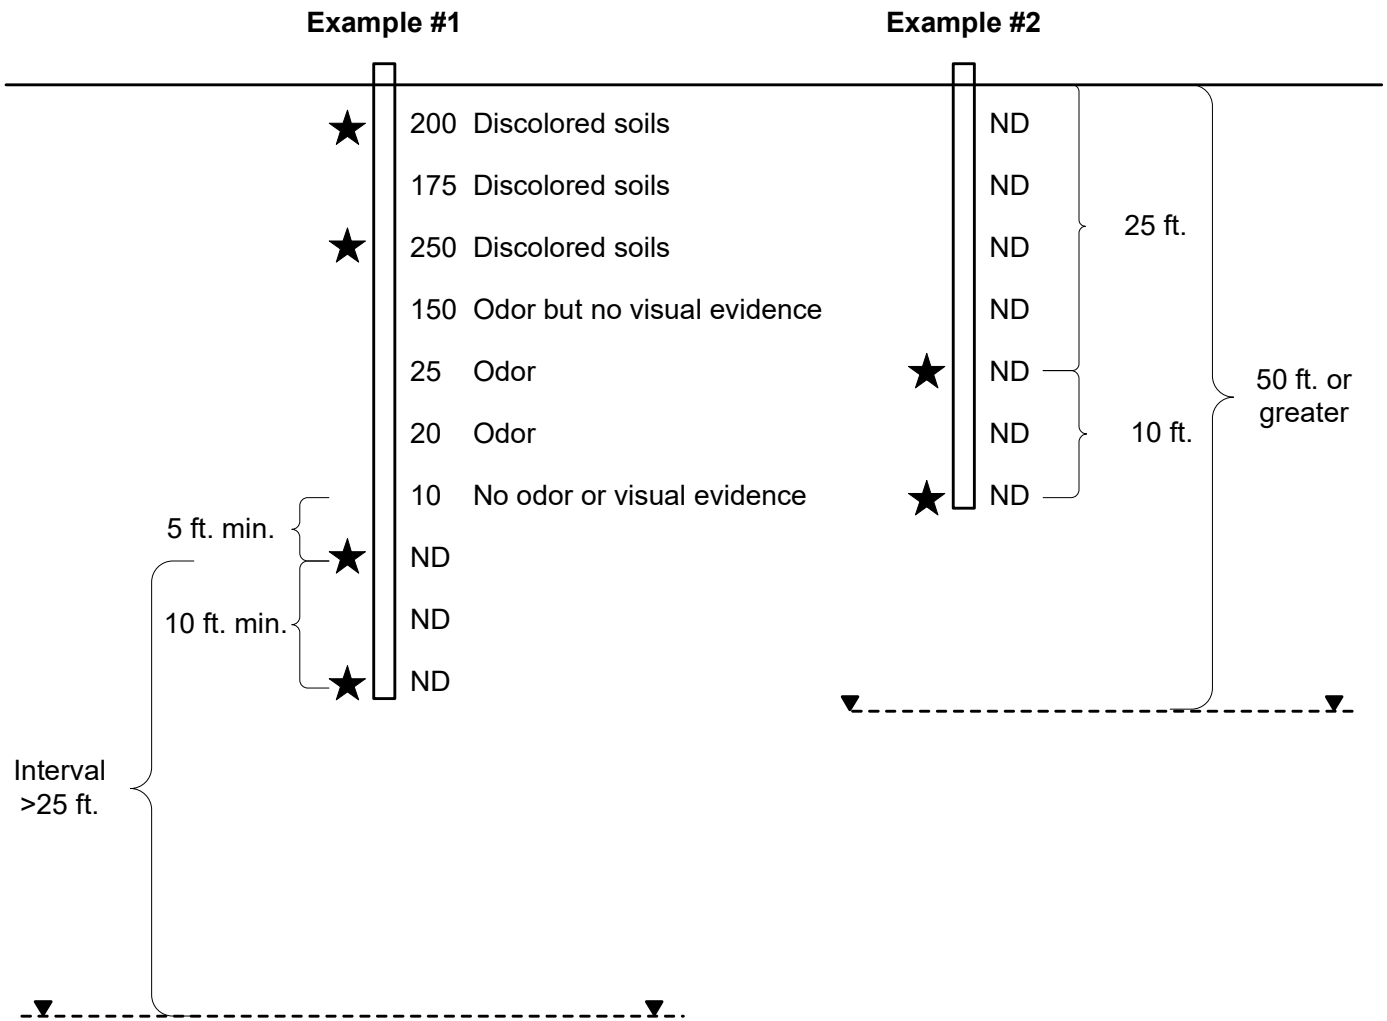 Example #1
200 Discolored soils
175 Discolored soils
250 Discolored soils
150 Odor but no visual evidence
25 Odor
20 Odor
10 No odor or visual evidence
ND
ND
ND
5 ft. min.
10 ft. min.
Interval
>25 ft.
Example #2
ND
ND
ND
ND
ND
ND
ND
25 ft.
10 ft.
50 ft. or
greater